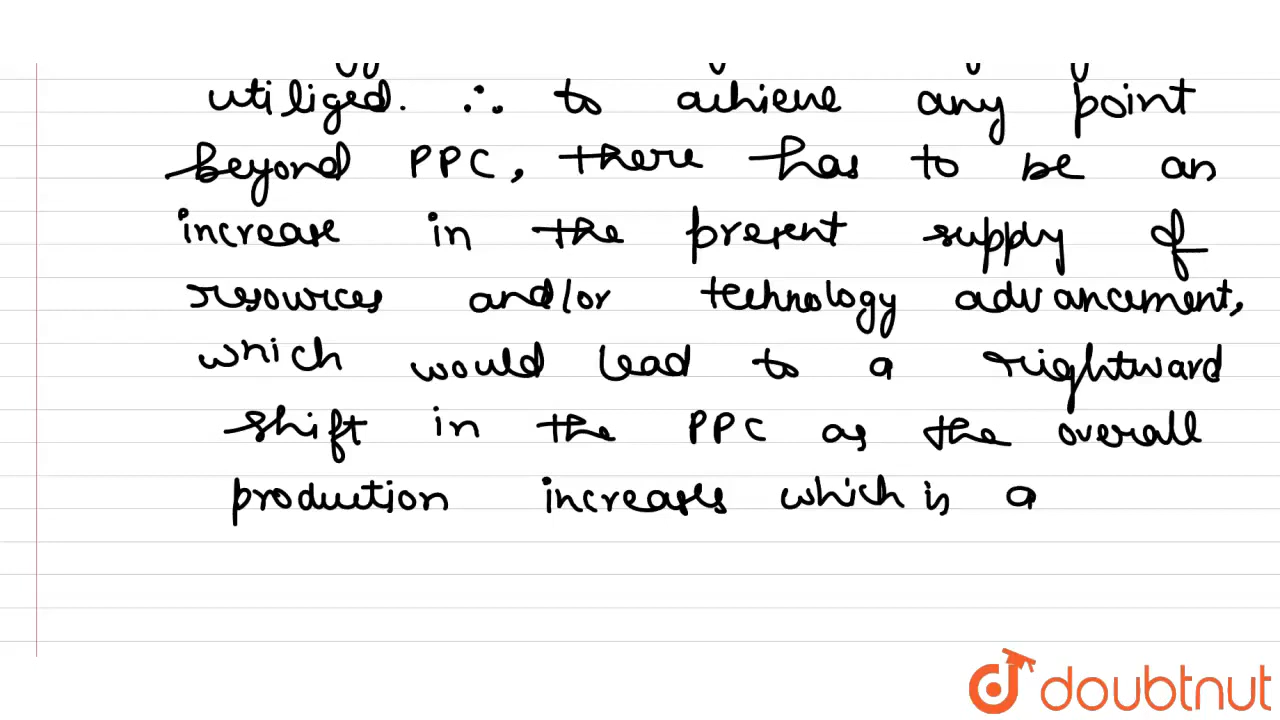 utilized. ∴ to achieve any point
beyond PPC, there has to be an
increase in the present supply of
resources and/or technology advancement,
which would lead to a rightward
shift in the PPC as the overall
production increases which is a
doubtnut